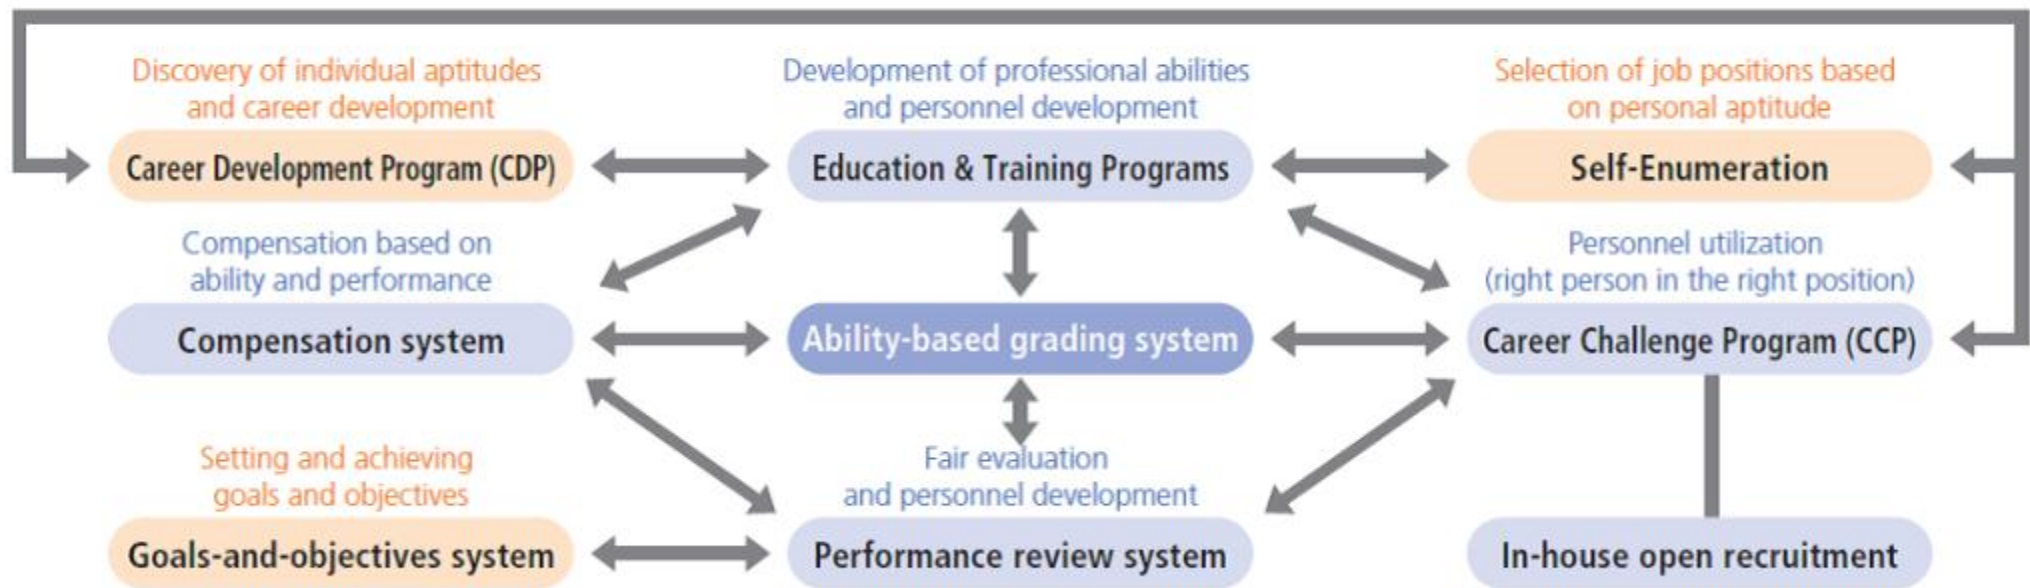 Discovery of individual aptitudes
and career development
Career Development Program (CDP)
Development of professional abilities
and personnel development
Education & Training Programs
Selection of job positions based
on personal aptitude
Self-Enumeration
Compensation based on
ability and performance
Compensation system
Ability-based grading system
Personnel utilization
(right person in the right position)
Career Challenge Program (CCP)
Setting and achieving
goals and objectives
Goals-and-objectives system
Fair evaluation
and personnel development
Performance review system
In-house open recruitment